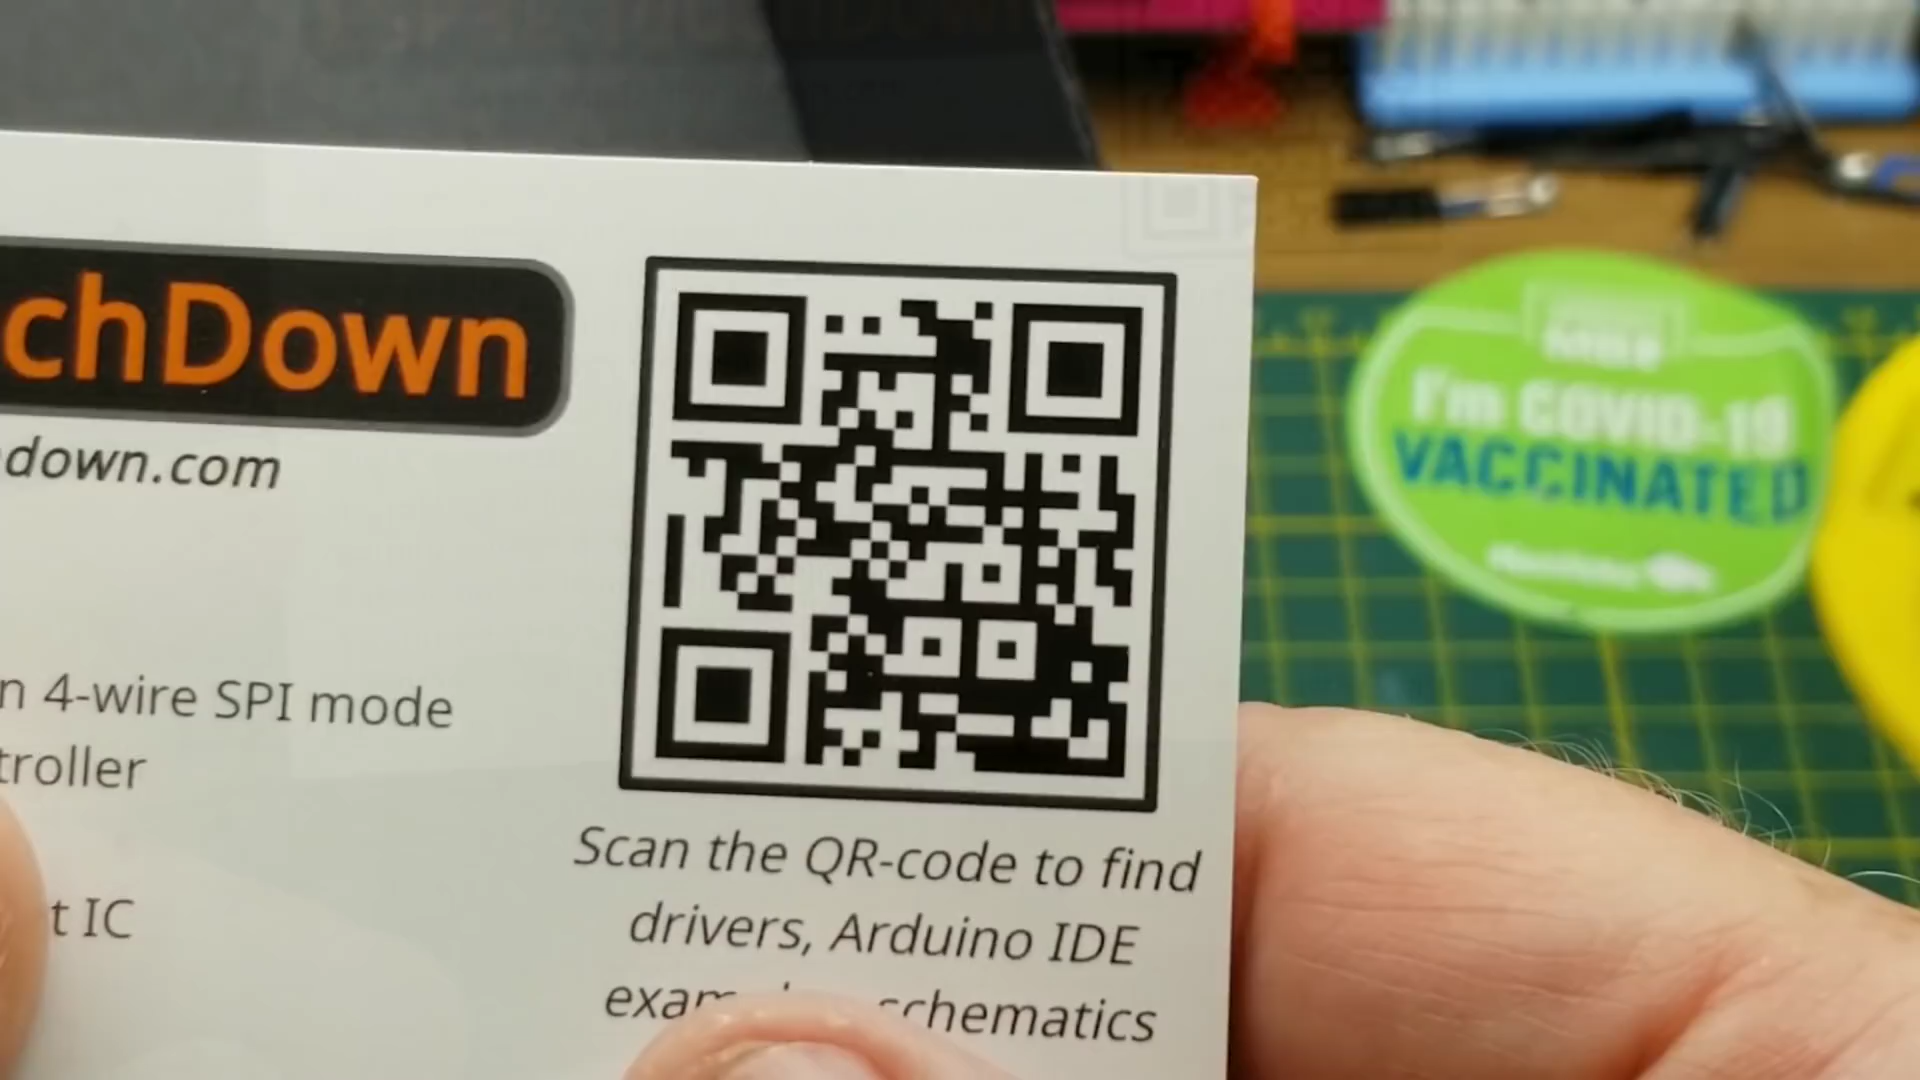 chDown
down.com
n 4-wire SPI mode
troller
t IC
Scan the QR-code to find
drivers, Arduino IDE
schematics
I'm COVID-19
VACCINATED